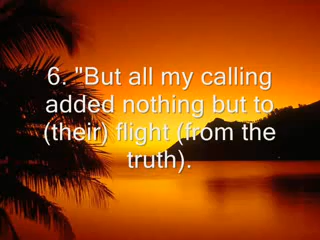 6. "But all my calling
added nothing but to
(their) flight (from the
truth).